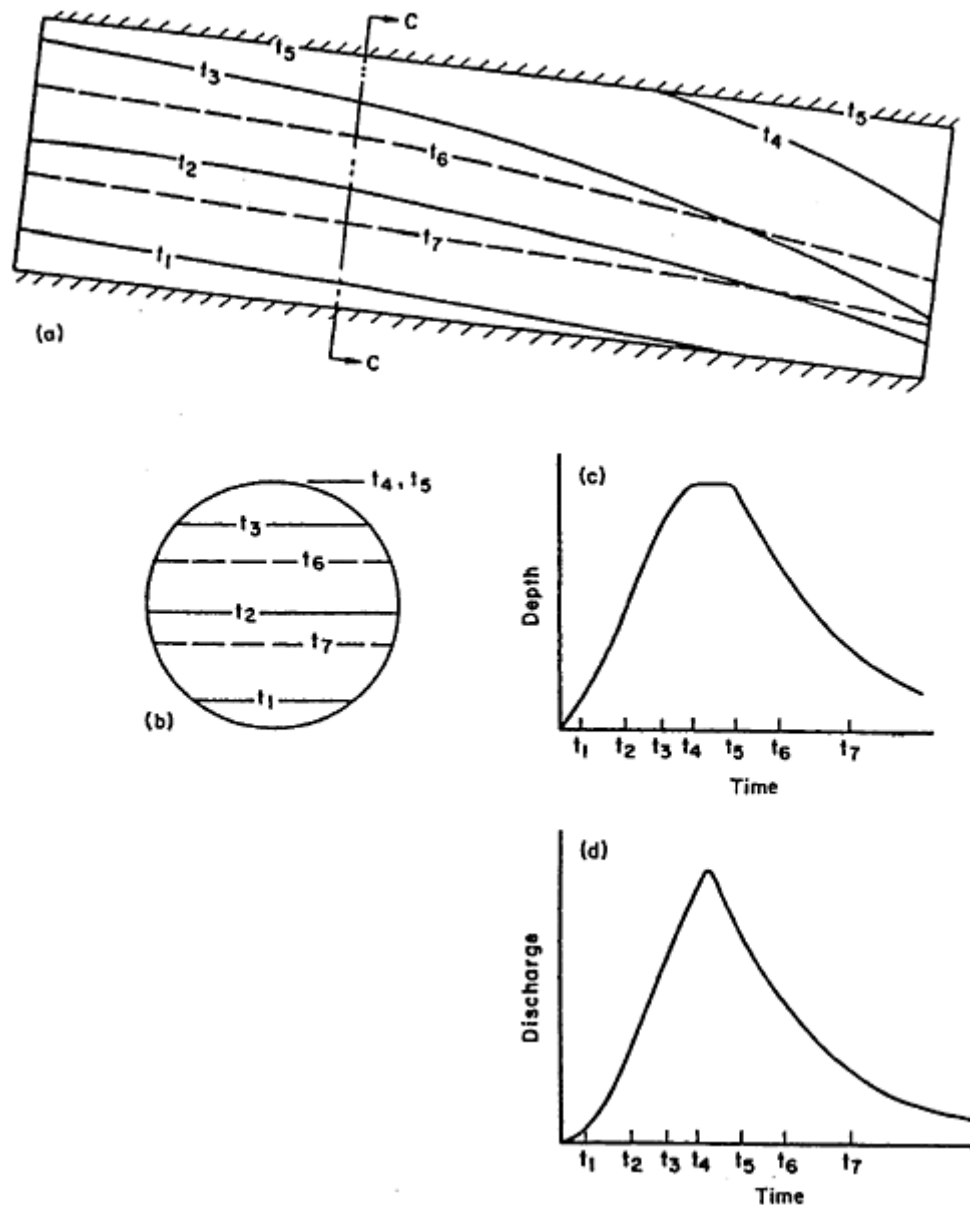 C
t5
t3
t5
t4
t6
t2
t7
t1
(a)
C
(c)
t4, t5
t3
t6
t2
t7
t1
(b)
Depth
t1 t2 t3 t4 t5 t6 t7
Time
(d)
Discharge
t1 t2 t3 t4 t5 t6 t7
Time